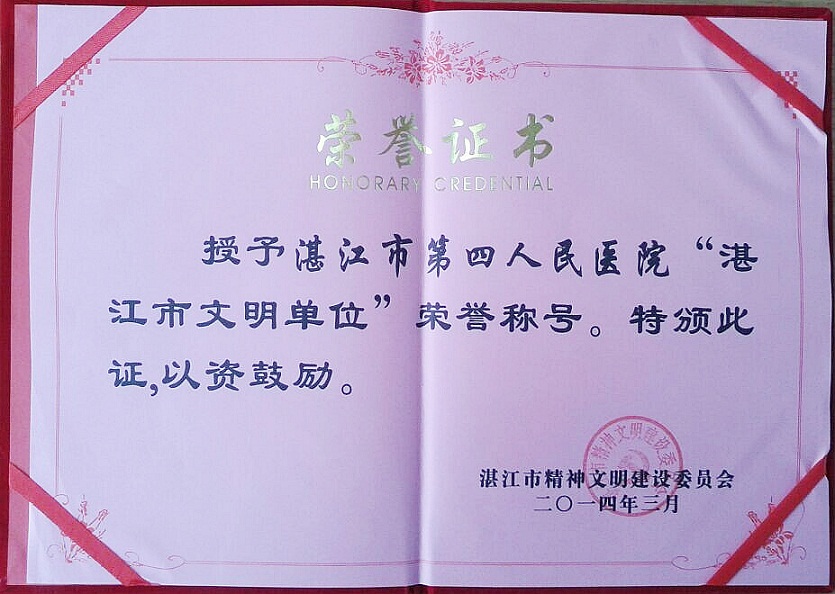 荣誉证书
HONORARY CREDENTIAL
授予湛江市第四人民医院“湛
江市文明单位”荣誉称号。特颁此
证,以资鼓励。
湛江市精神文明建设委员会
二〇一四年三月